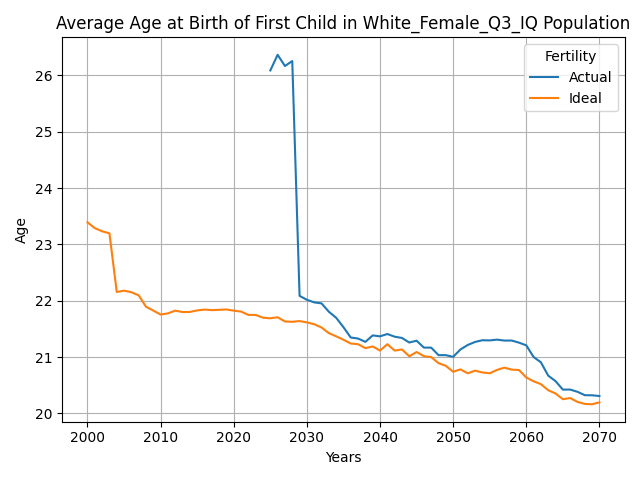 Average Age at Birth of First Child in White_Female_Q3_IQ Population
Fertility
Actual
Ideal
26
25
24
23
22
21
20
Age
2000 2010 2020 2030 2040 2050 2060 2070
Years